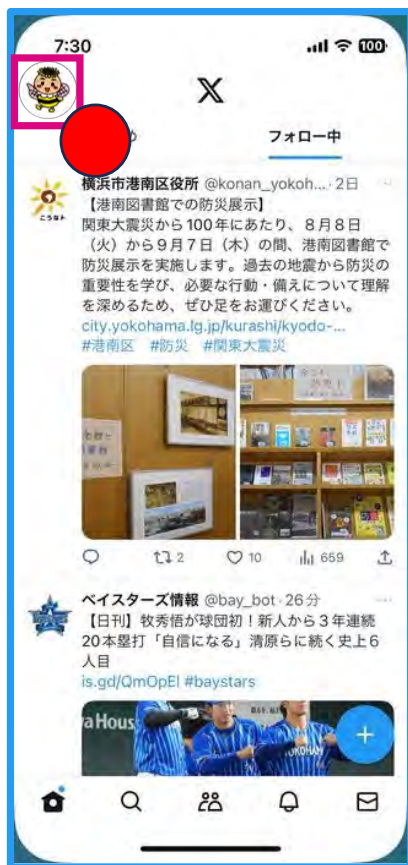 7:30
100
フォロー中
横浜市港南区役所 @konan_yokoh... · 2日
【港南図書館での防災展示】
関東大震災から100年にあたり、8月8日
（火）から9月7日（木）の間、港南図書館で
防災展示を実施します。過去の地震から防災の
重要性を学び、必要な行動・備えについて理解
を深めるため、ぜひ足をお運びください。
city.yokohama.lg.jp/kurashi/kyodo-...
#港南区 #防災 #関東大震災
2
10
659
ベイスターズ情報 @bay_bot · 26分
【日刊】牧秀悟が球団初！新人から3年連続
20本塁打「自信になる」清原らに続く史上6
人目
is.gd/QmOpEl #baystars
YOKOHAMA